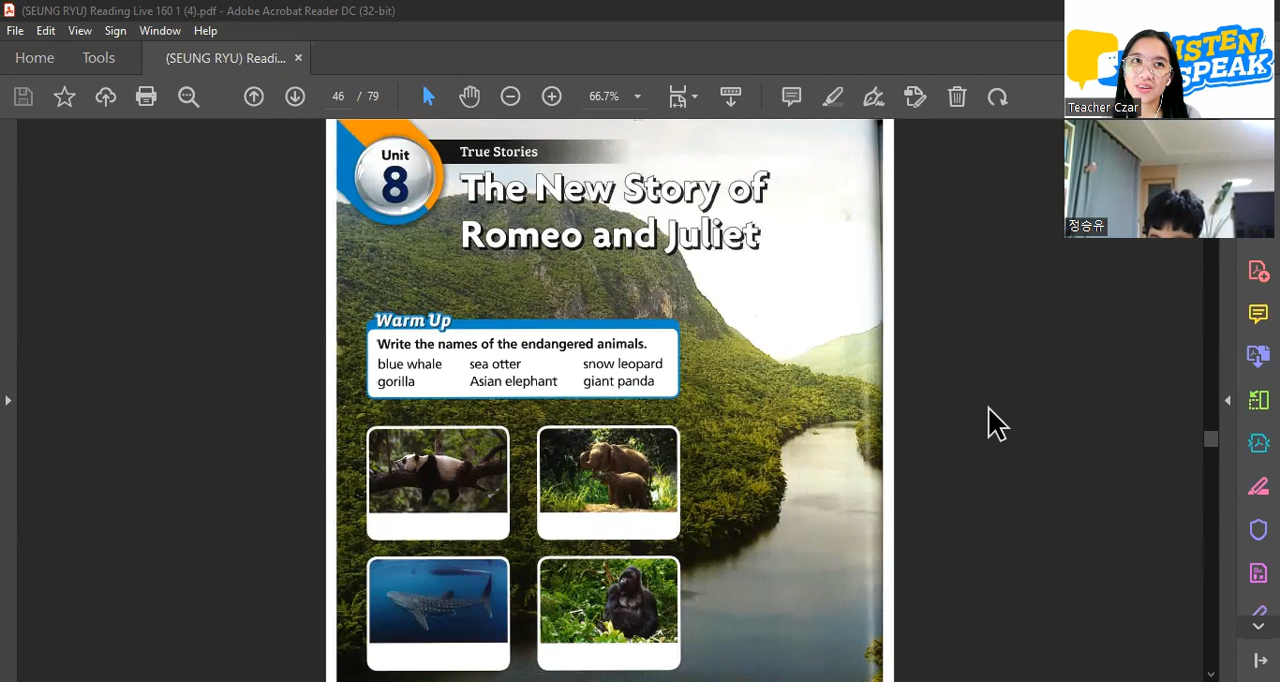 (SEUNG RYU) Reading Live 160 1 (4).pdf - Adobe Acrobat Reader DC (32-bit)
File Edit View Sign Window Help
Home Tools (SEUNG RYU) Readi... ×
46 / 79 66.7%
LISTEN
SPEAK
Teacher Czar
정승유
Unit
8
True Stories
The New Story of
Romeo and Juliet
Warm Up
Write the names of the endangered animals.
blue whale sea otter snow leopard
gorilla Asian elephant giant panda